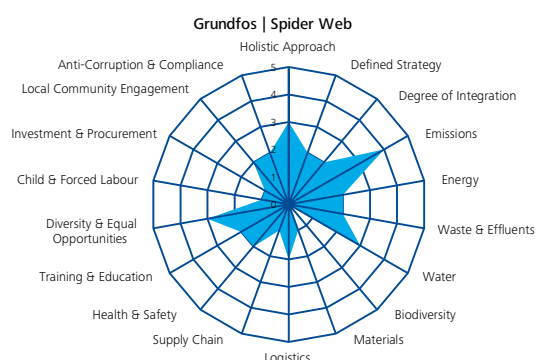 Grundfos | Spider Web
Holistic Approach
Anti-Corruption & Compliance
Defined Strategy
Local Community Engagement
Degree of Integration
Investment & Procurement
Emissions
Child & Forced Labour
Energy
Diversity & Equal
Opportunities
Waste & Effluents
Training & Education
Water
Health & Safety
Biodiversity
Supply Chain
Materials
Logistics
5
4
3
2
1
0